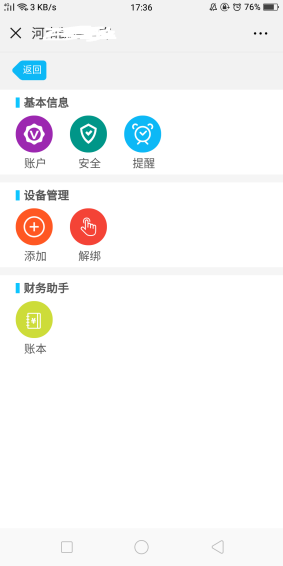 3 KB/s 17:36 76%
河
返回
基本信息
账户 安全 提醒
设备管理
添加 解绑
财务助手
账本